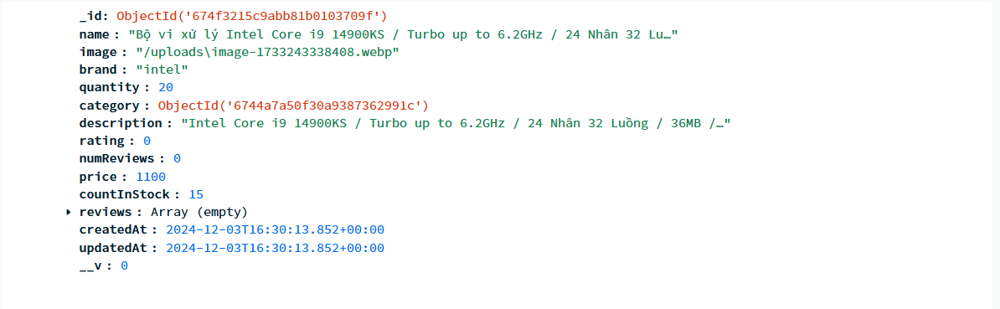 _id: ObjectId('674f3215c9abb81b0103709f')
name : "Bộ vi xử lý Intel Core i9 14900KS / Turbo up to 6.2GHz / 24 Nhân 32 Lu…"
image : "/uploads\image-1733243338408.webp"
brand : "intel"
quantity : 20
category : ObjectId('6744a7a50f30a9387362991c')
description : "Intel Core i9 14900KS / Turbo up to 6.2GHz / 24 Nhân 32 Luồng / 36MB /…"
rating : 0
numReviews : 0
price : 1100
countInStock : 15
reviews : Array (empty)
createdAt : 2024-12-03T16:30:13.852+00:00
updatedAt : 2024-12-03T16:30:13.852+00:00
__v : 0